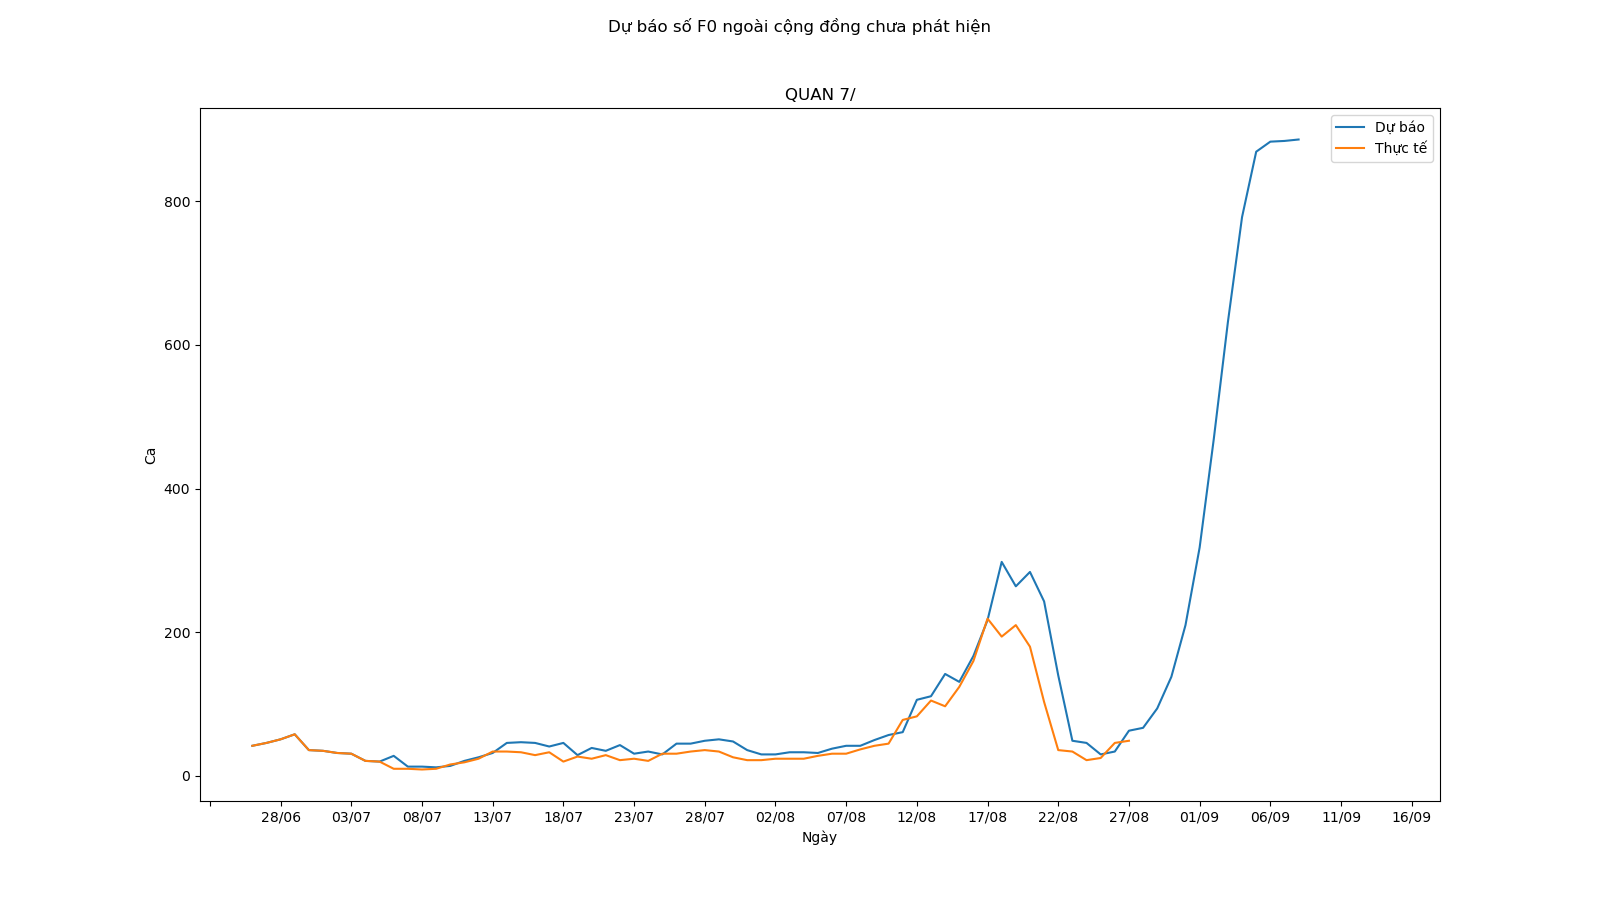 Dự báo số F0 ngoài cộng đồng chưa phát hiện
QUAN 7/
Dự báo
Thực tế
800
600
400
200
0
Ca
28/06 03/07 08/07 13/07 18/07 23/07 28/07 02/08 07/08 12/08 17/08 22/08 27/08 01/09 06/09 11/09 16/09
Ngày